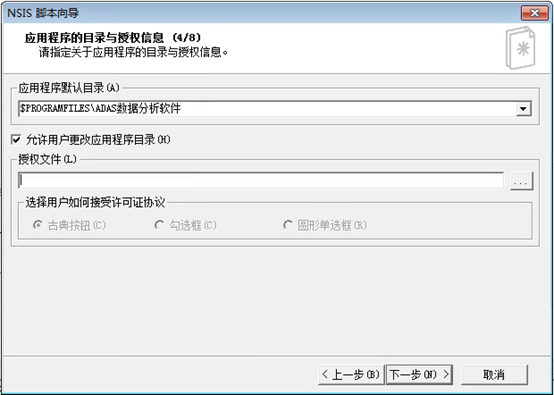 NSIS 脚本向导
应用程序的目录与授权信息 (4/8)
请指定关于应用程序的目录与授权信息。
应用程序默认目录(A)
$PROGRAMFILES\ADAS数据分析软件
允许用户更改应用程序目录(H)
授权文件(L)
...
选择用户如何接受许可证协议
古典按钮(C)
勾选框(C)
圆形单选框(R)
< 上一步(B) 下一步(N) > 取消